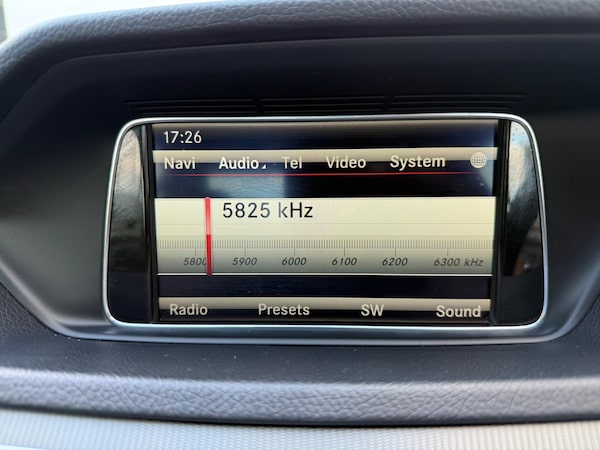 17:26
Navi Audio Tel Video System
5825 kHz
5800 5900 6000 6100 6200 6300 kHz
Radio Presets SW Sound